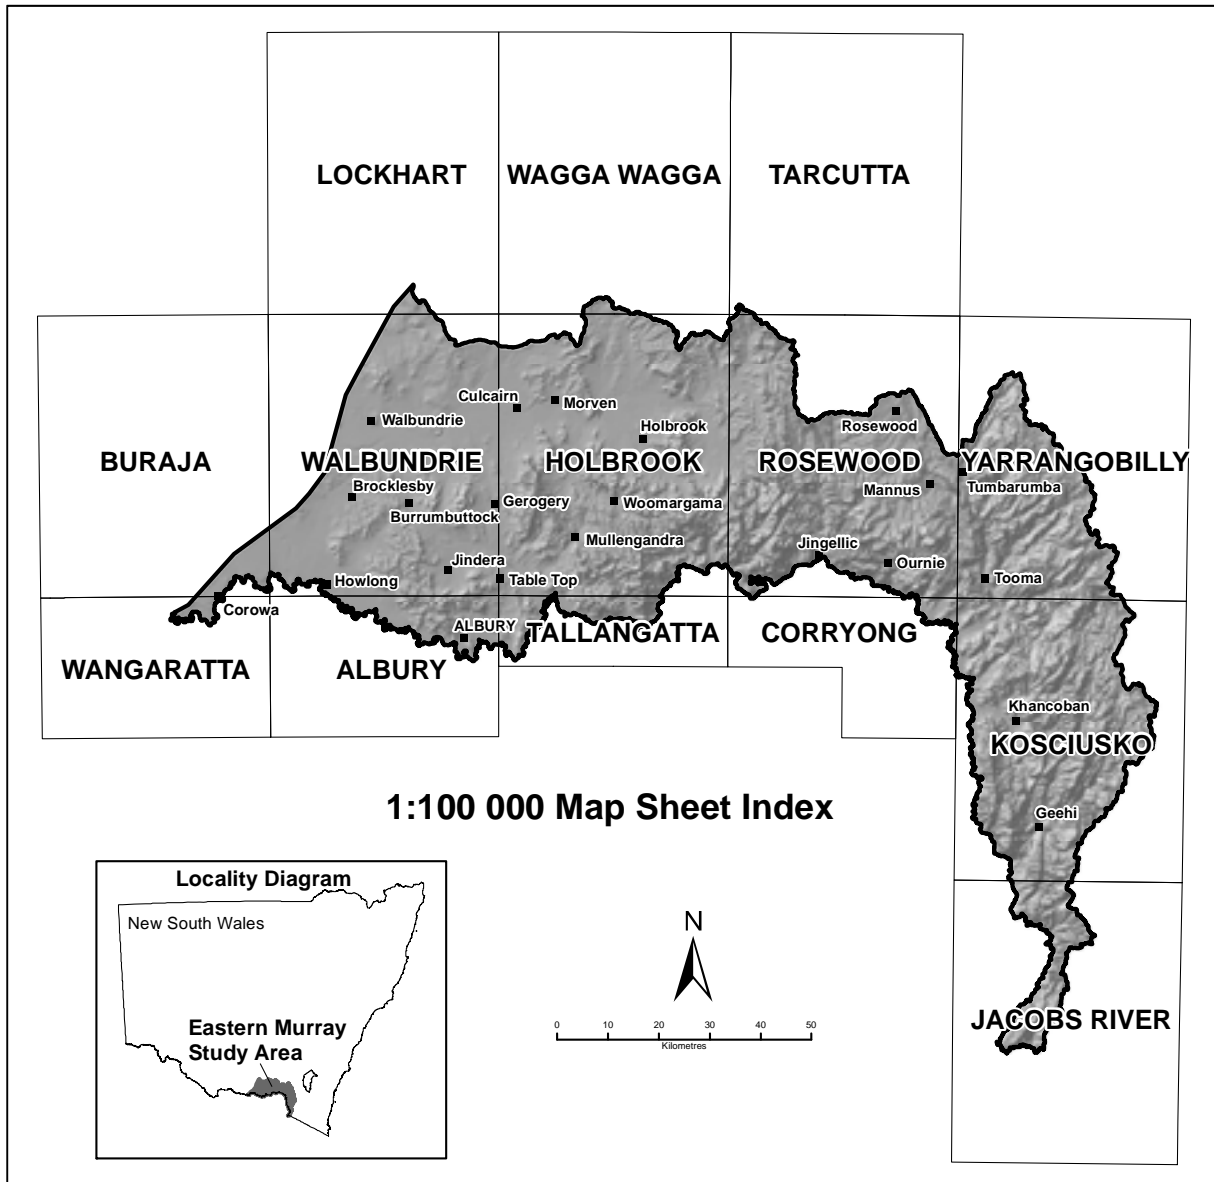 LOCKHART
WAGGA WAGGA
TARCUTTA
Culcairn
Morven
Walbundrie
Holbrook
Rosewood
BURAJA
WALBUNDRIE
HOLBROOK
ROSEWOOD
YARRANGOBILLY
Brocklesby
Burrumbuttock
Gerogery
Woomargama
Mannus
Tumbarumba
Mullengandra
Jingellic
Jindera
Ournie
Howlong
Table Top
Tooma
Corowa
ALBURY
TALLANGATTA
CORRYONG
WANGARATTA
ALBURY
Khancoban
KOSCIUSKO
1:100 000 Map Sheet Index
Geehi
Locality Diagram
New South Wales
N
JACOBS RIVER
Eastern Murray
Study Area
0 10 20 30 40 50
Kilometres